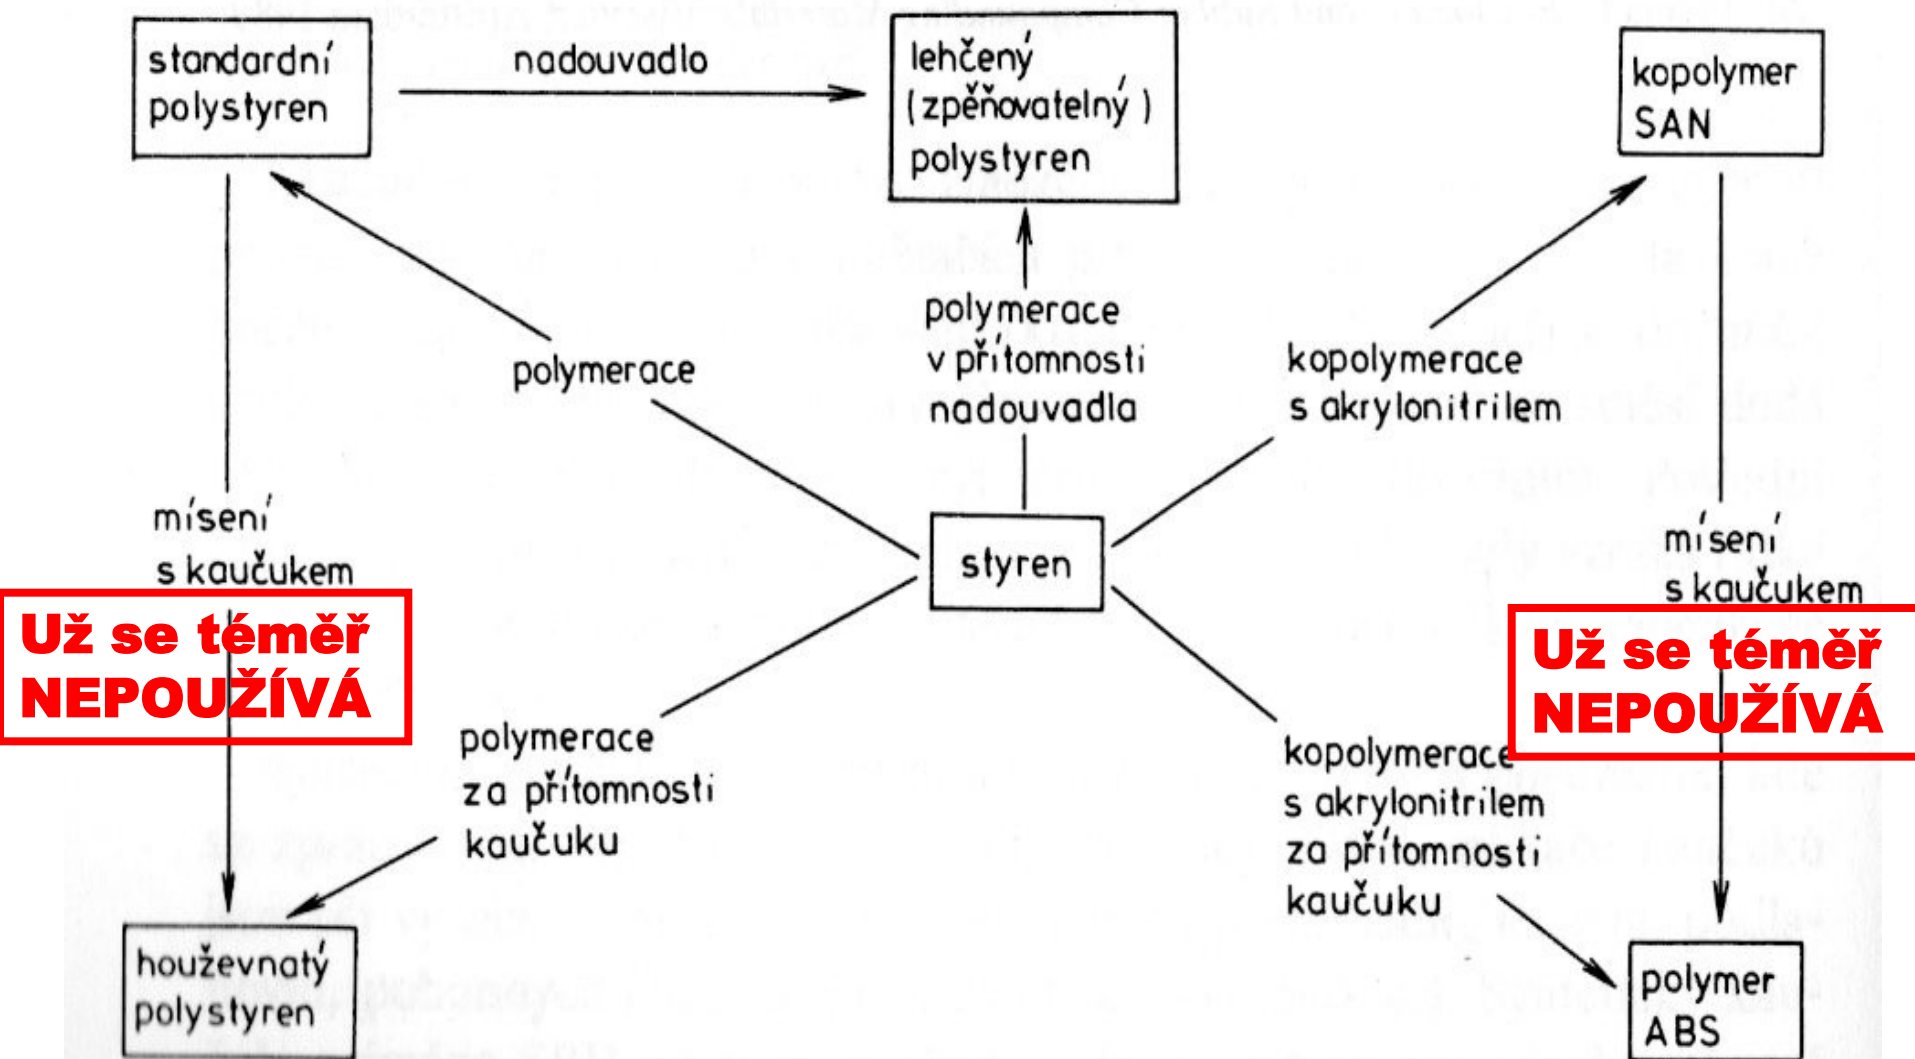 standardní
polystyren
nadouvadlo
lehčený
(zpěňovatelný)
polystyren
kopolymer
SAN
polymerace
polymerace
v přítomnosti
nadouvadla
kopolymerace
s akrylonitrilem
mísení
s kaučukem
styren
mísení
s kaučukem
Už se téměř
NEPOUŽÍVÁ
Už se téměř
NEPOUŽÍVÁ
polymerace
za přítomnosti
kaučuku
kopolymerace
s akrylonitrilem
za přítomnosti
kaučuku
houževnatý
polystyren
polymer
ABS